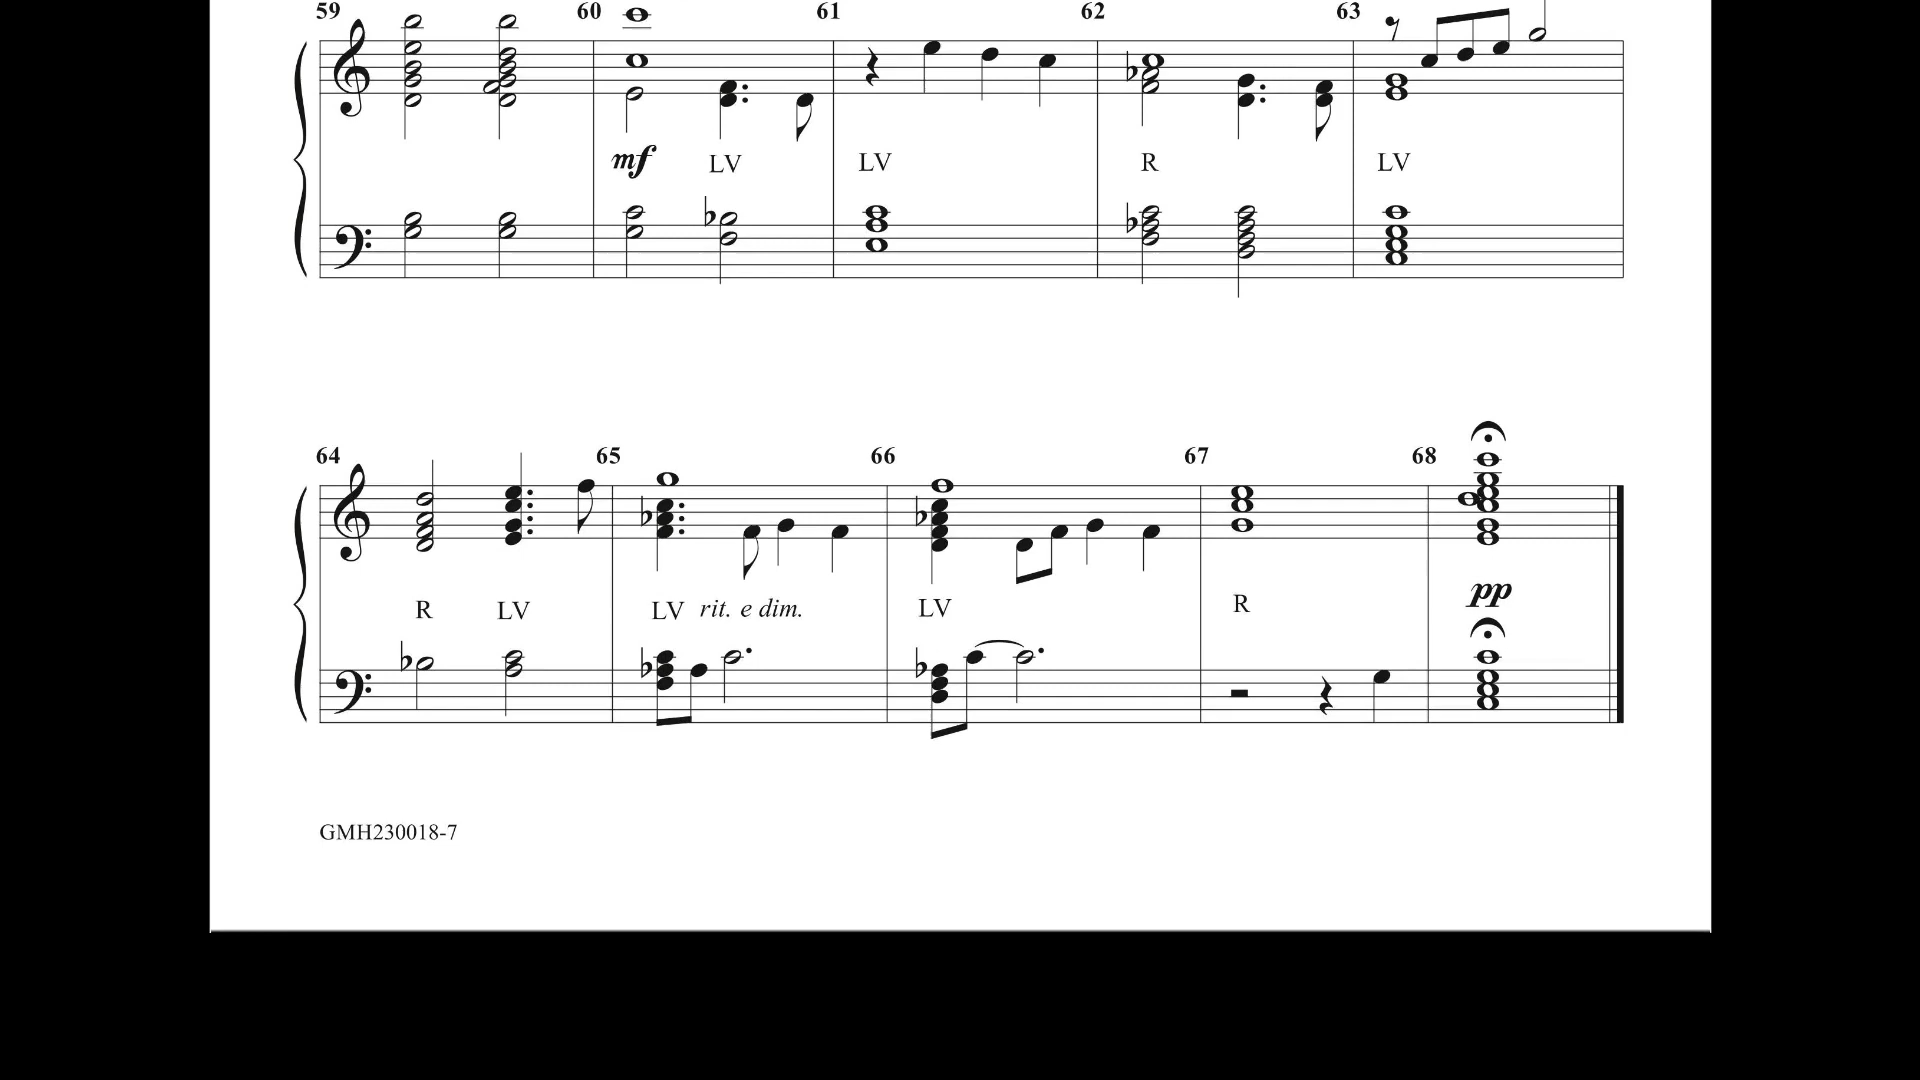 59 60 61 62 63
mf LV LV R LV
64 65 66 67 68
R LV LV rit. e dim. LV R pp
GMH230018-7